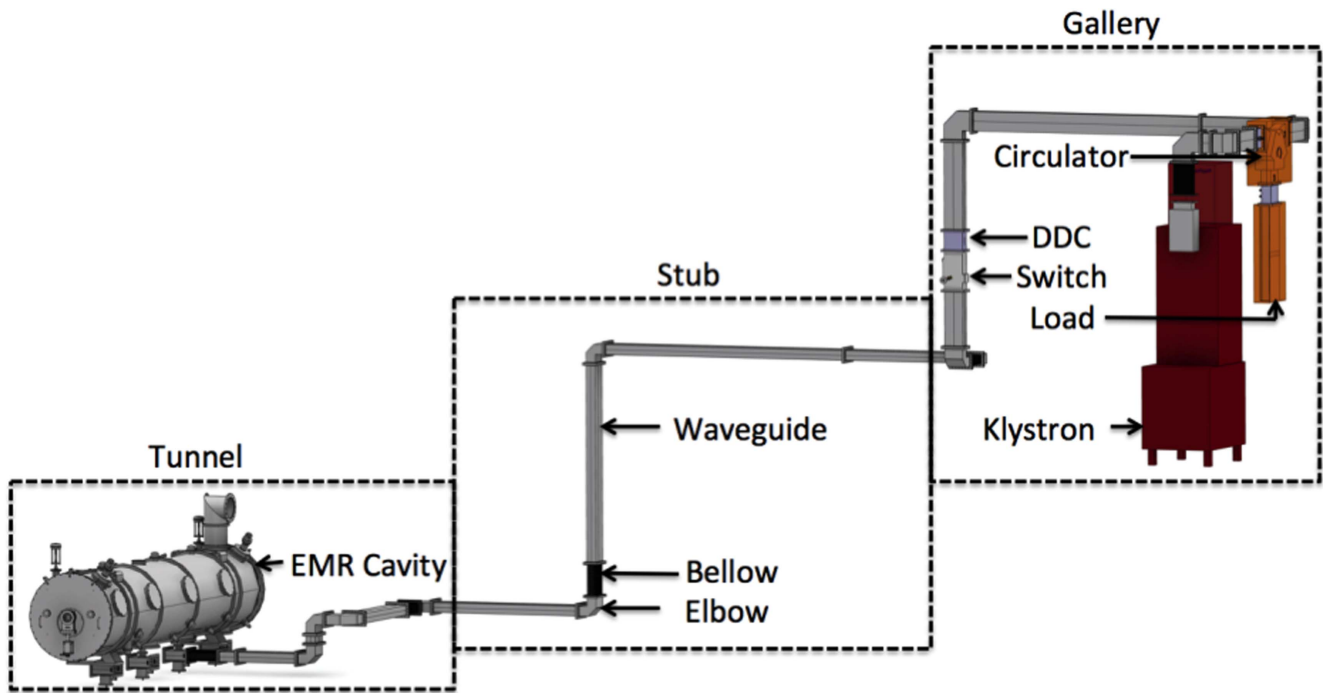 Gallery
Circulator
DDC
Switch
Load
Klystron
Stub
Waveguide
Bellow
Elbow
Tunnel
EMR Cavity